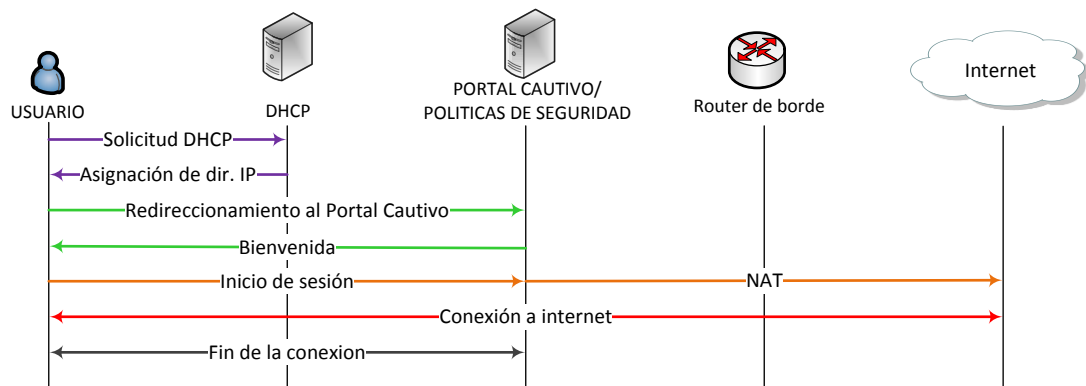 Internet
USUARIO
DHCP
PORTAL CAUTIVO/
POLITICAS DE SEGURIDAD
Router de borde
Solicitud DHCP
Asignación de dir. IP
Redireccionamiento al Portal Cautivo
Bienvenida
Inicio de sesión
NAT
Conexión a internet
Fin de la conexion